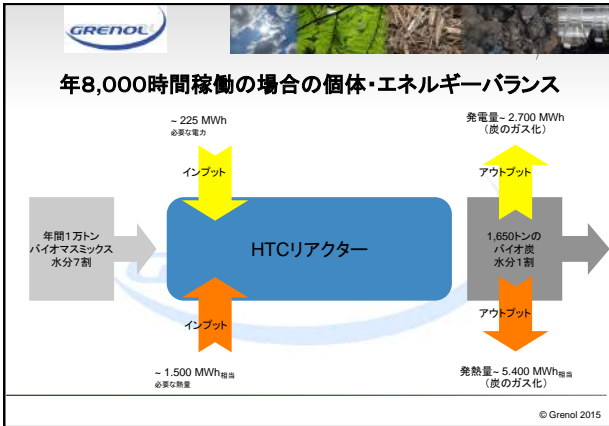 GRENOL
年8,000時間稼働の場合の個体・エネルギーバランス
~ 225 MWh
必要な電力
発電量~ 2.700 MWh
(炭のガス化)
インプット
アウトプット
年間1万トン
バイオマスミックス
水分7割
HTCリアクター
1,650トンの
バイオ炭
水分1割
インプット
アウトプット
~ 1.500 MWh相当
必要な熱量
発熱量~ 5.400 MWh相当
(炭のガス化)
© Grenol 2015